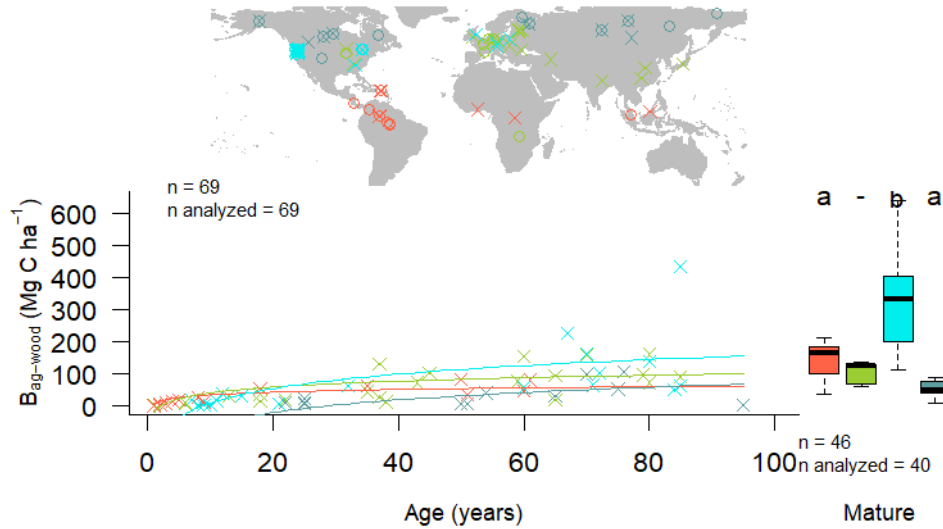 n = 69
n analyzed = 69
a - b a
B ag−wood (Mg C ha⁻¹)
600
500
400
300
200
100
0
0 20 40 60 80 100
n = 46
n analyzed = 40
Age (years)
Mature